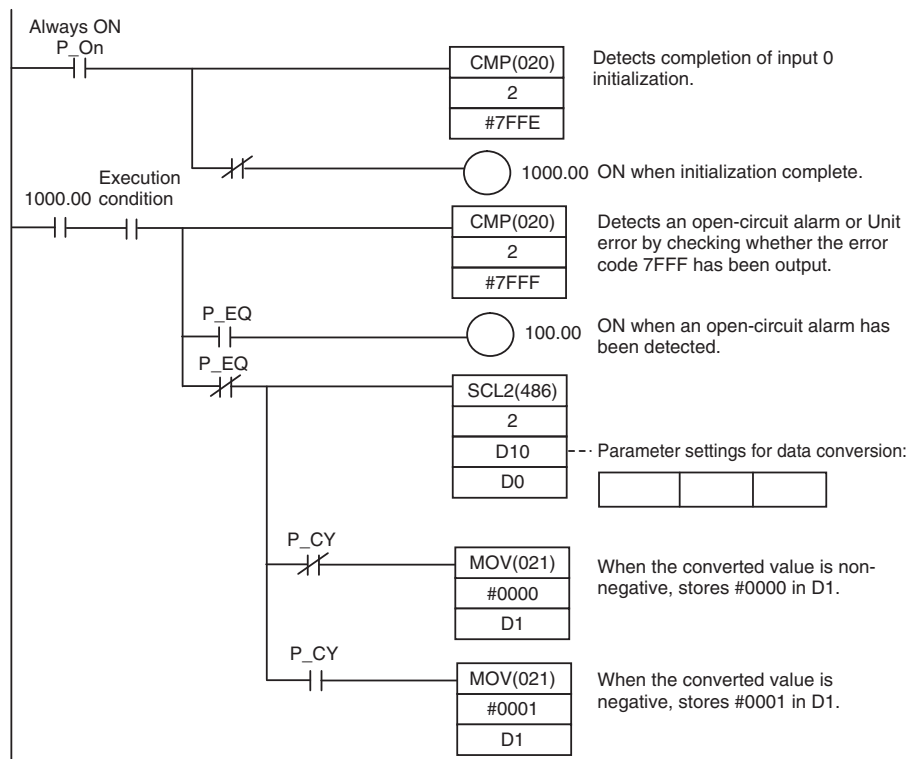 Always ON
P_On
CMP(020)
2
#7FFE
Detects completion of input 0
initialization.
1000.00
ON when initialization complete.
Execution
1000.00 condition
CMP(020)
2
#7FFF
Detects an open-circuit alarm or Unit
error by checking whether the error
code 7FFF has been output.
P_EQ
100.00
ON when an open-circuit alarm has
been detected.
P_EQ
SCL2(486)
2
D10
D0
Parameter settings for data conversion:
P_CY
MOV(021)
#0000
D1
When the converted value is non-
negative, stores #0000 in D1.
P_CY
MOV(021)
#0001
D1
When the converted value is
negative, stores #0001 in D1.